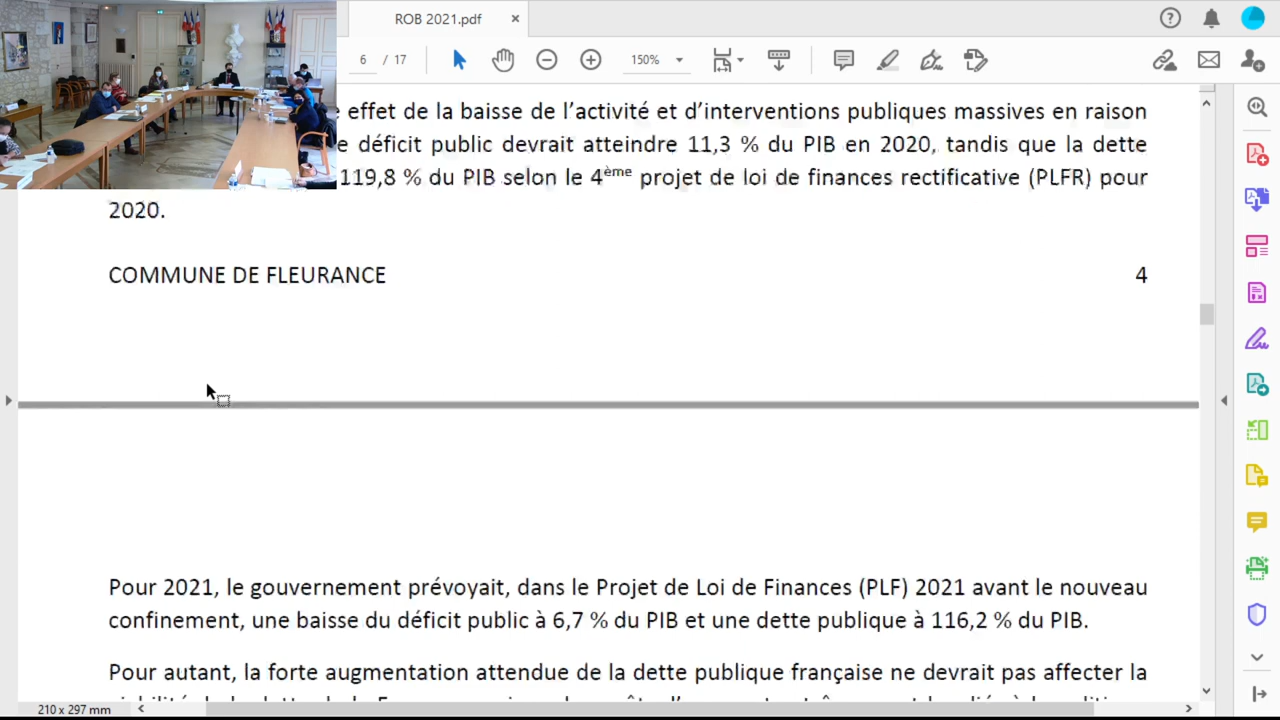 ROB 2021.pdf
6 / 17
150%
effet de la baisse de l’activité et d’interventions publiques massives en raison
e déficit public devrait atteindre 11,3 % du PIB en 2020, tandis que la dette
119,8 % du PIB selon le 4ème projet de loi de finances rectificative (PLFR) pour
2020.
COMMUNE DE FLEURANCE 4
Pour 2021, le gouvernement prévoyait, dans le Projet de Loi de Finances (PLF) 2021 avant le nouveau
confinement, une baisse du déficit public à 6,7 % du PIB et une dette publique à 116,2 % du PIB.
Pour autant, la forte augmentation attendue de la dette publique française ne devrait pas affecter la
210 x 297 mm